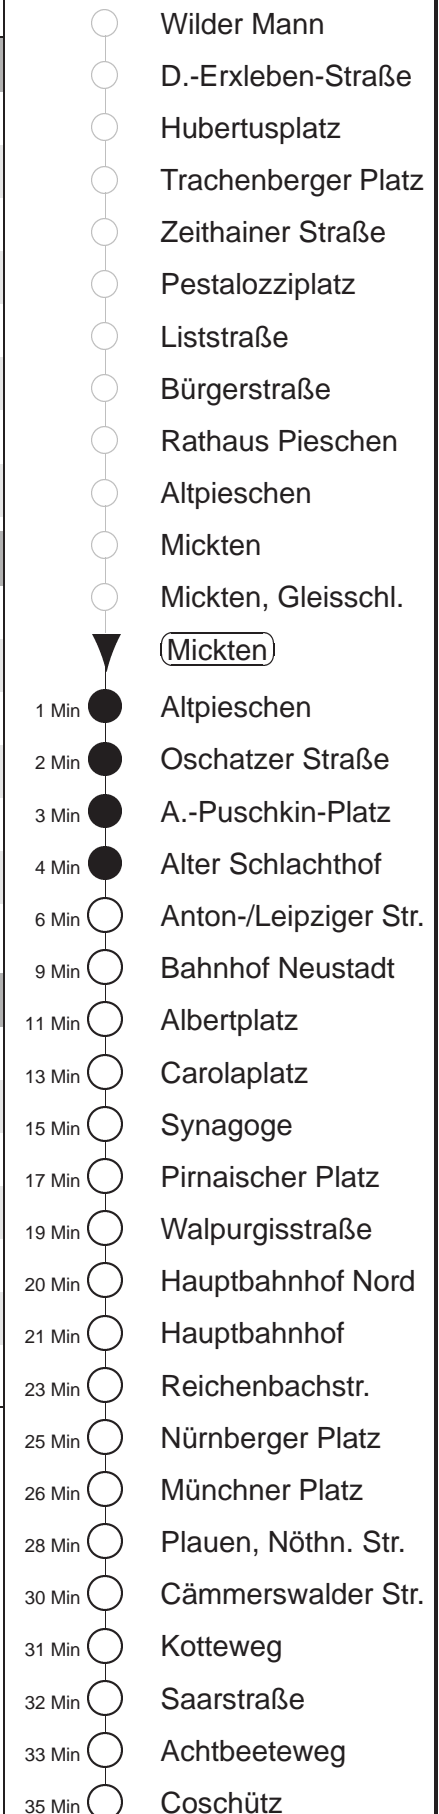 Wilder Mann
D.-Erxleben-Straße
Hubertusplatz
Trachenberger Platz
Zeithainer Straße
Pestalozziplatz
Liststraße
Bürgerstraße
Rathaus Pieschen
Altpieschen
Mickten
Mickten, Gleisschl.
Mickten
1 Min Altpieschen
2 Min Oschatzer Straße
3 Min A.-Puschkin-Platz
4 Min Alter Schlachthof
6 Min Anton-/Leipziger Str.
9 Min Bahnhof Neustadt
11 Min Albertplatz
13 Min Carolaplatz
15 Min Synagoge
17 Min Pirnaischer Platz
19 Min Walpurgisstraße
20 Min Hauptbahnhof Nord
21 Min Hauptbahnhof
23 Min Reichenbachstr.
25 Min Nürnberger Platz
26 Min Münchner Platz
28 Min Plauen, Nöthn. Str.
30 Min Cämmerswalder Str.
31 Min Kotteweg
32 Min Saarstraße
33 Min Achtbeeteweg
35 Min Coschütz